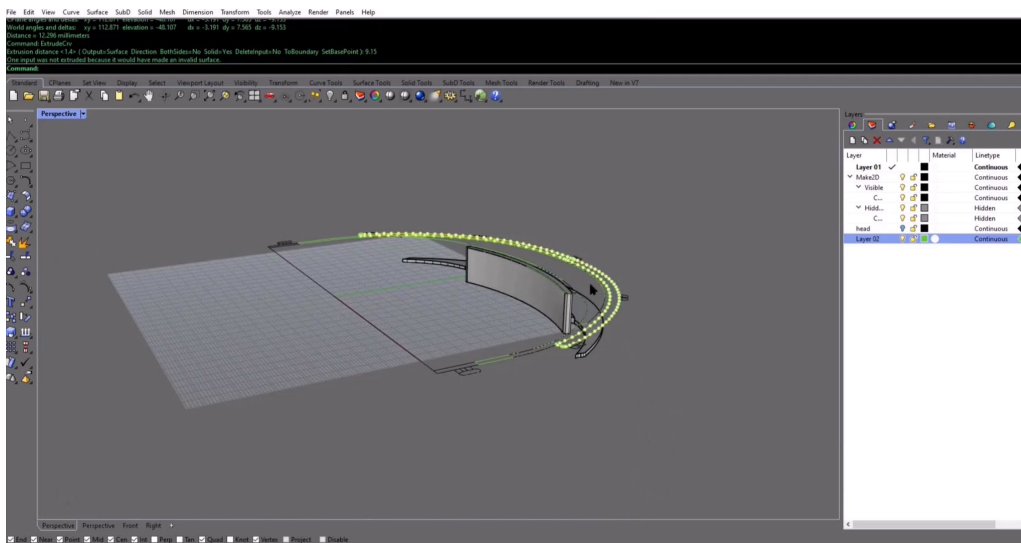 File Edit View Curve Surface SubD Solid Mesh Dimension Transform Tools Analyze Render Panels Help
World angles and deltas: xy = 112.871 elevation = -48.107 dx = -3.191 dy = 7.565 dz = -9.153
Distance = 12.296 millimeters
Command: ExtrudeCrv
Extrusion distance <1.4> ( Output=Surface Direction BothSides=No Solid=Yes DeleteInput=No ToBoundary SetBasePoint ): 9.15
One input was not extruded because it would have made an invalid surface.
Command:
Standard CPlanes Set View Display Select Viewport Layout Visibility Transform Curve Tools Surface Tools Solid Tools SubD Tools Mesh Tools Render Tools Drafting New in V7
Perspective
Layers
Layer Material Linetype
Layer 01 Continuous
Make2D Continuous
Visible Continuous
C... Continuous
Hidd... Hidden
C... Hidden
head Continuous
Layer 02 Continuous
Perspective Perspective Front Right
End Near Point Mid Cen Int Perp Tan Quad Knot Vertex Project Disable